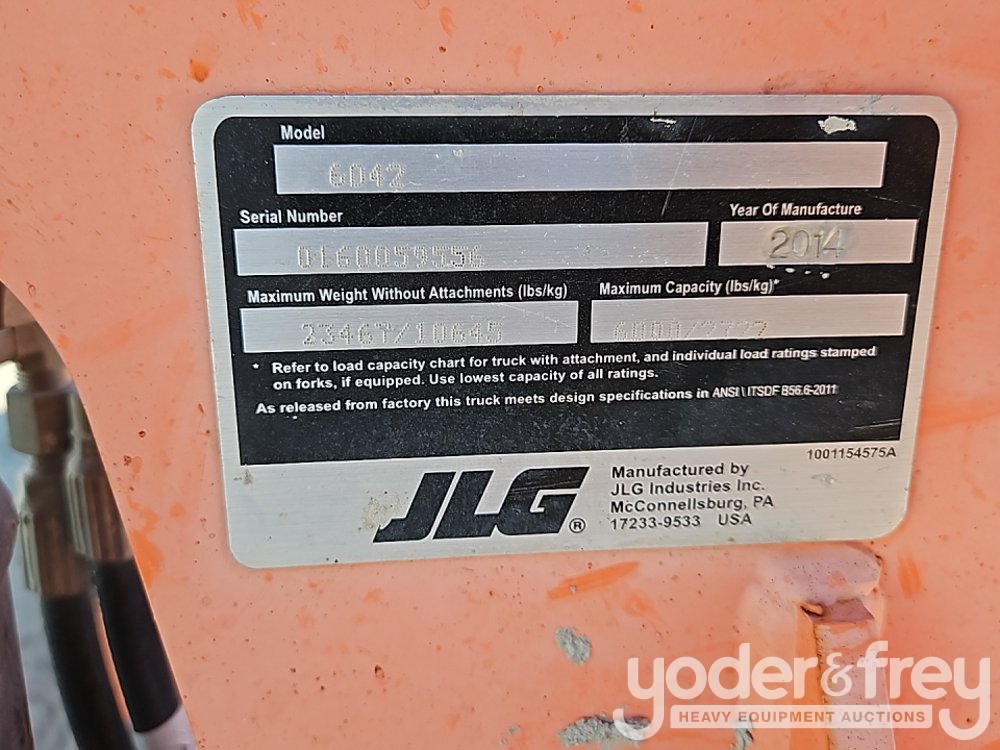 Model
6042
Serial Number
Year Of Manufacture
0160059556
2014
Maximum Weight Without Attachments (lbs/kg)
Maximum Capacity (lbs/kg)*
23467/10645
6000/2722
* Refer to load capacity chart for truck with attachment, and individual load ratings stamped
on forks, if equipped. Use lowest capacity of all ratings.
As released from factory this truck meets design specifications in ANSI \ ITSDF B56.6-2011
1001154575A
JLG®
Manufactured by
JLG Industries Inc.
McConnellsburg, PA
17233-9533 USA
yoder&frey
HEAVY EQUIPMENT AUCTIONS